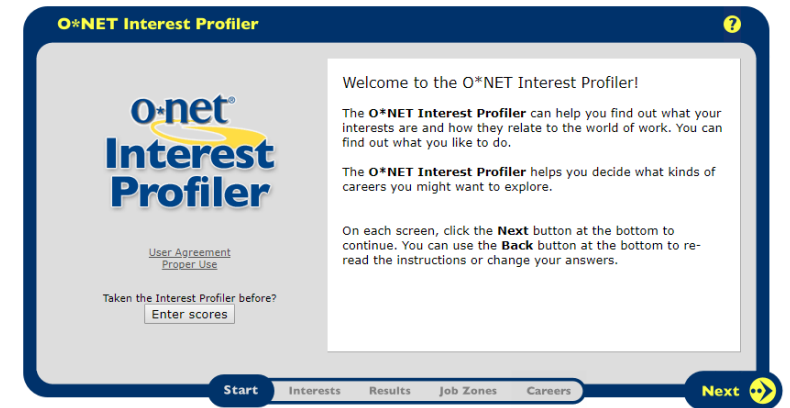 O*NET Interest Profiler
?
o*net®
Interest
Profiler
User Agreement
Proper Use
Taken the Interest Profiler before?
Enter scores
Welcome to the O*NET Interest Profiler!
The O*NET Interest Profiler can help you find out what your
interests are and how they relate to the world of work. You can
find out what you like to do.
The O*NET Interest Profiler helps you decide what kinds of
careers you might want to explore.
On each screen, click the Next button at the bottom to
continue. You can use the Back button at the bottom to re-
read the instructions or change your answers.
Start Interests Results Job Zones Careers
Next